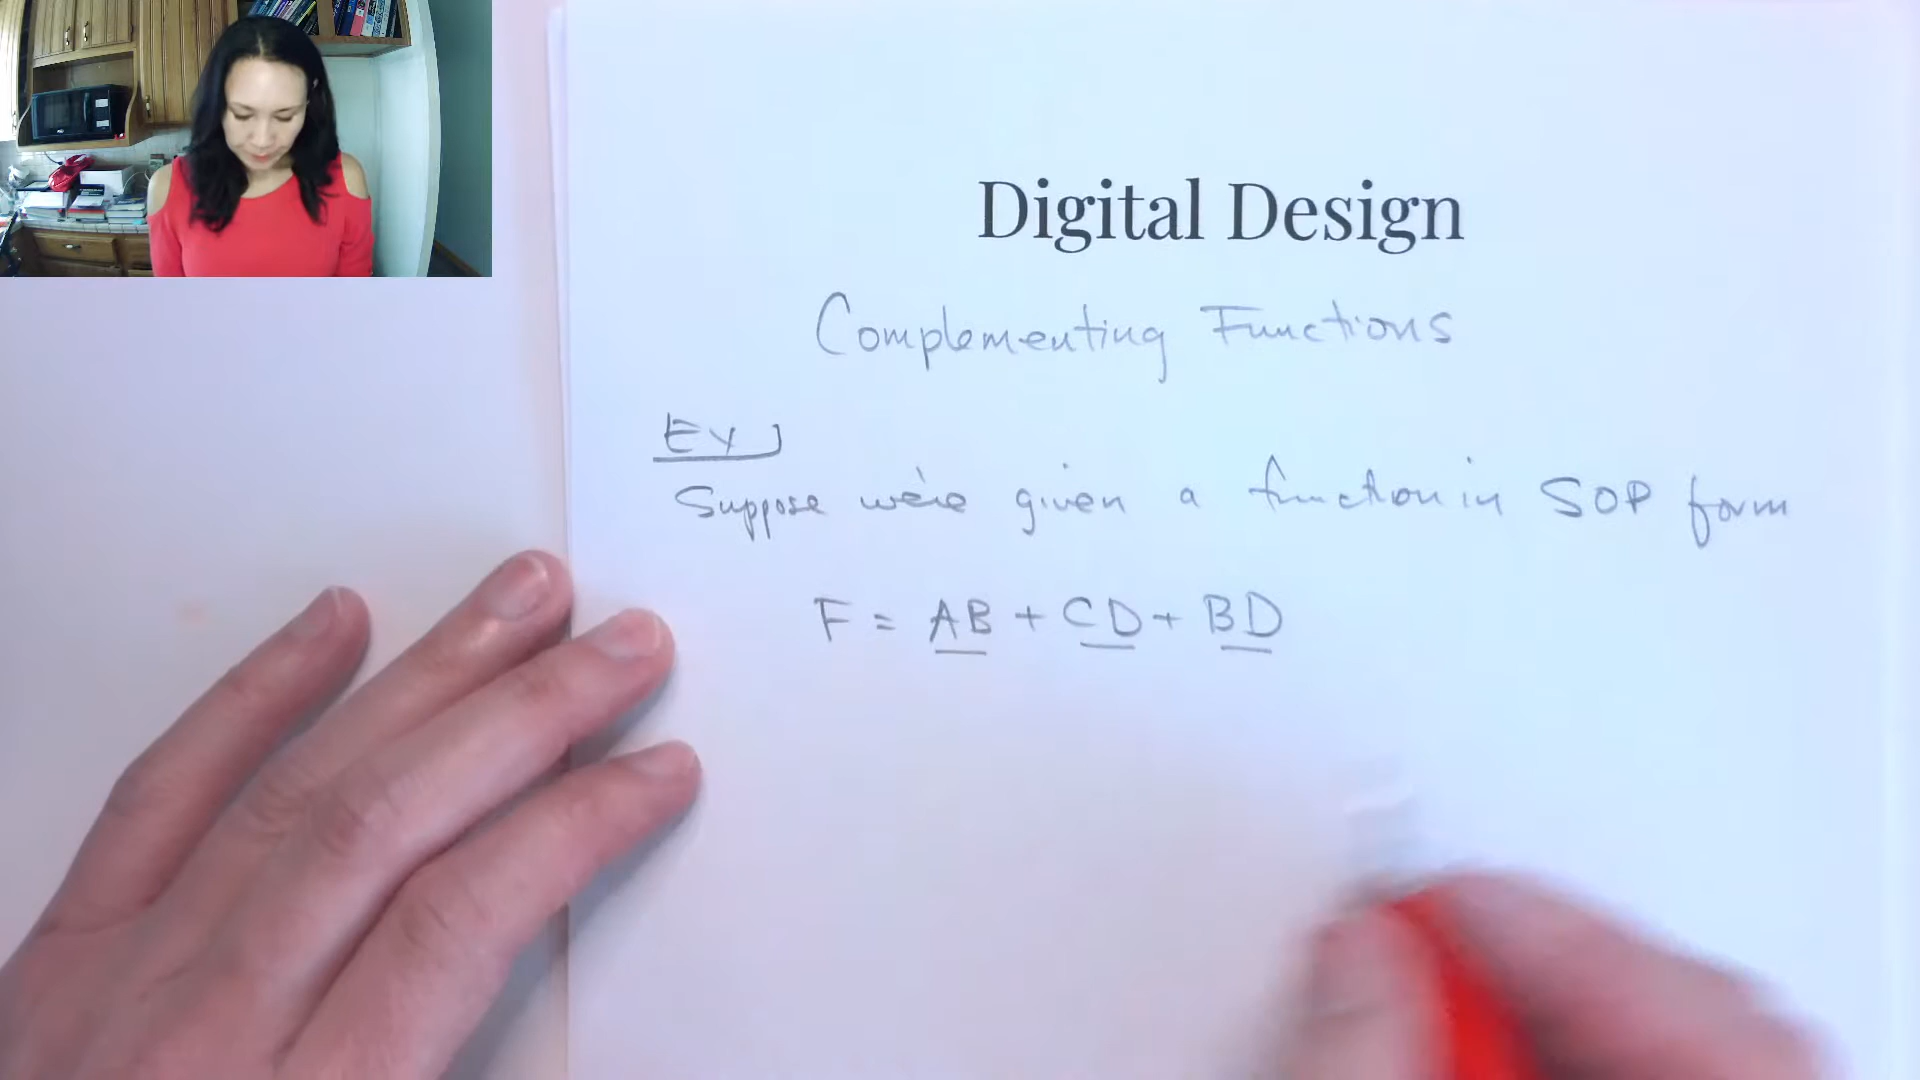 Digital Design
Complementing Functions
Ex]
Suppose we're given a function in SOP form
F = AB + CD + BD